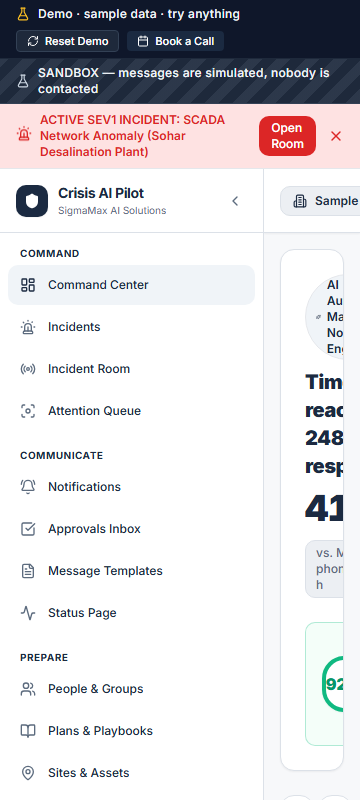 Demo · sample data · try anything
Reset Demo
Book a Call
SANDBOX — messages are simulated, nobody is
contacted
ACTIVE SEV1 INCIDENT: SCADA
Network Anomaly (Sohar
Desalination Plant)
Open
Room
Crisis AI Pilot
SigmaMax AI Solutions
Sample
COMMAND
Command Center
Incidents
Incident Room
Attention Queue
COMMUNICATE
Notifications
Approvals Inbox
Message Templates
Status Page
PREPARE
People & Groups
Plans & Playbooks
Sites & Assets
AI
Au
Ma
No
Eng
Tim
read
248
resp
41
vs. M
phon
h
92